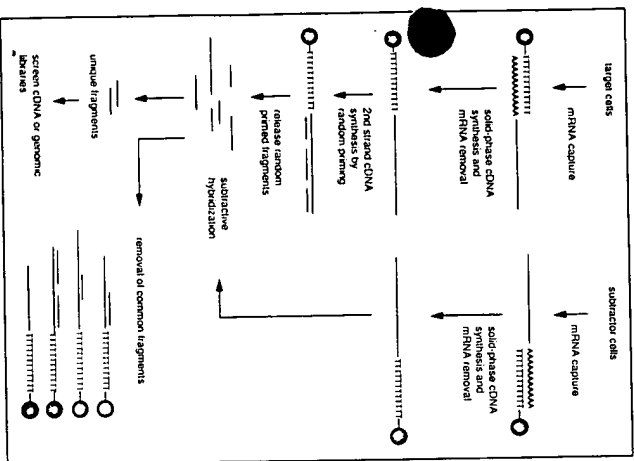 target cells
mRNA capture
solid-phase cDNA
synthesis and
mRNA removal
2nd strand cDNA
synthesis by
random priming
release random
primed fragments
subtractive
hybridization
unique fragments
screen cDNA or genomic
libraries
subtractor cells
mRNA capture
solid-phase cDNA
synthesis and
mRNA removal
removal of common fragments